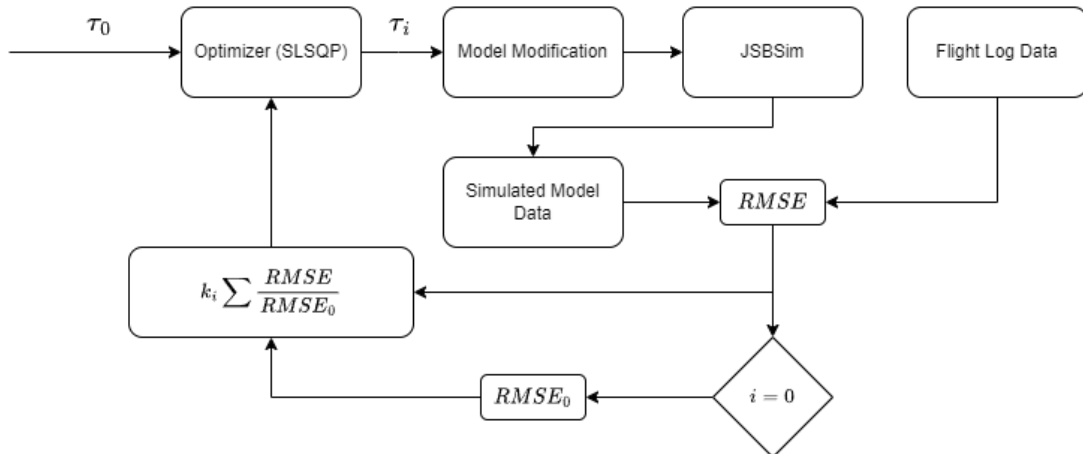 τ₀
Optimizer (SLSQP)
τᵢ
Model Modification
JSBSim
Flight Log Data
Simulated Model
Data
RMSE
kᵢ ∑ RMSE / RMSE₀
RMSE₀
i = 0